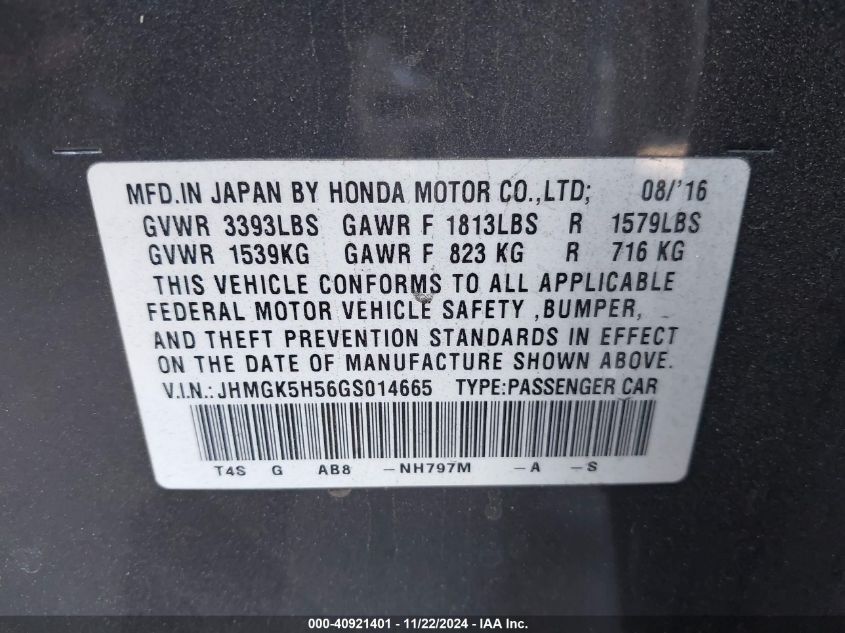 MFD.IN JAPAN BY HONDA MOTOR CO.,LTD; 08/'16
GVWR 3393LBS GAWR F 1813LBS R 1579LBS
GVWR 1539KG GAWR F 823 KG R 716 KG
THIS VEHICLE CONFORMS TO ALL APPLICABLE
FEDERAL MOTOR VEHICLE SAFETY ,BUMPER,
AND THEFT PREVENTION STANDARDS IN EFFECT
ON THE DATE OF MANUFACTURE SHOWN ABOVE.
V.I.N.: JHMGK5H56GS014665 TYPE:PASSENGER CAR
T4S G AB8 -NH797M -A -S
000-40921401 - 11/22/2024 - IAA Inc.